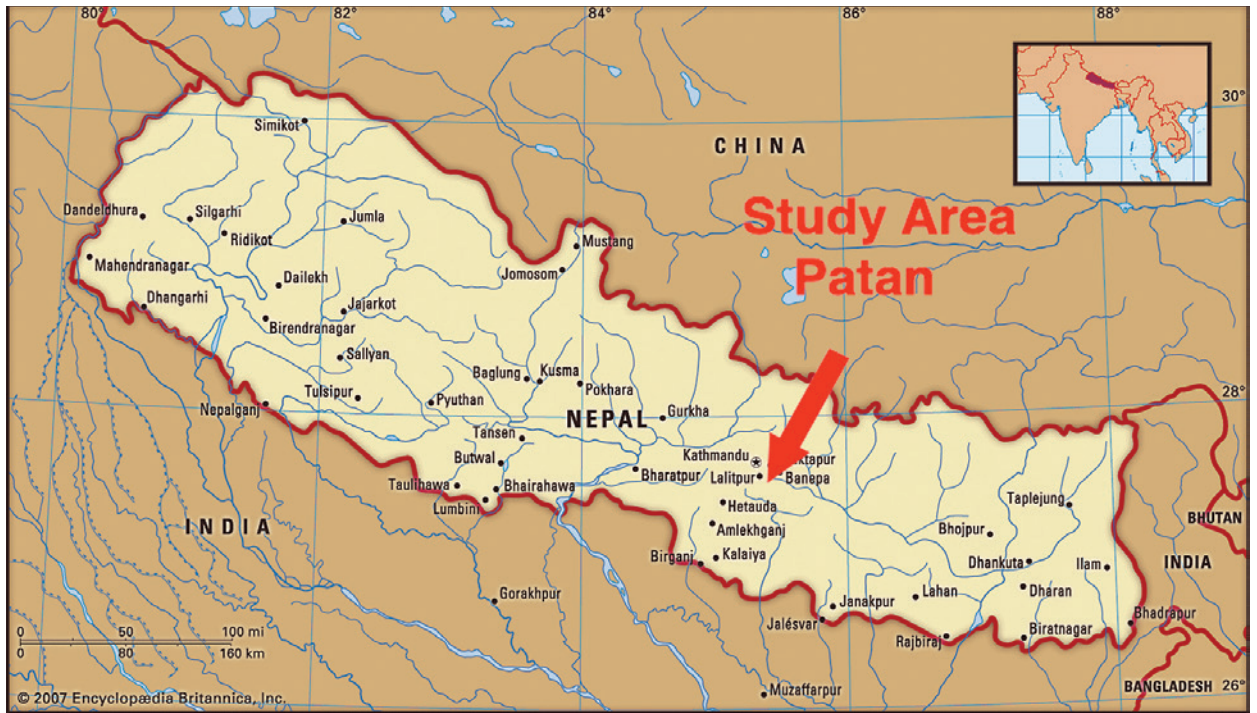 80°
82°
84°
86°
88°
30°
Simikot
CHINA
Dandeldhura
Silgarhi
Jumla
Study Area
Ridikot
Mustang
Mahendranagar
Jomosom
Patan
Dailekh
Dhangarhi
Jajarkot
Birendranagar
Sallyan
Baglung
Kusma
Tulsipur
Pyuthan
Pokhara
28°
Nepalganj
NEPAL
Gurkha
Tansen
Butwal
Kathmandu
ktapur
Bharatpur
Lalitpur
Banepa
Taulihawa
Bhairahawa
Lumbini
Hetauda
Taplejung
INDIA
Amlekhganj
Bhojpur
BHUTAN
Birganj
Kalaiya
Dhankuta
Ilam
INDIA
Gorakhpur
Janakpur
Lahan
Dharan
Jalésvar
Bhadrapur
0 50 100 mi
Rajbiraj
Biratnagar
0 80 160 km
Muzaffarpur
BANGLADESH
26°
© 2007 Encyclopædia Britannica, Inc.